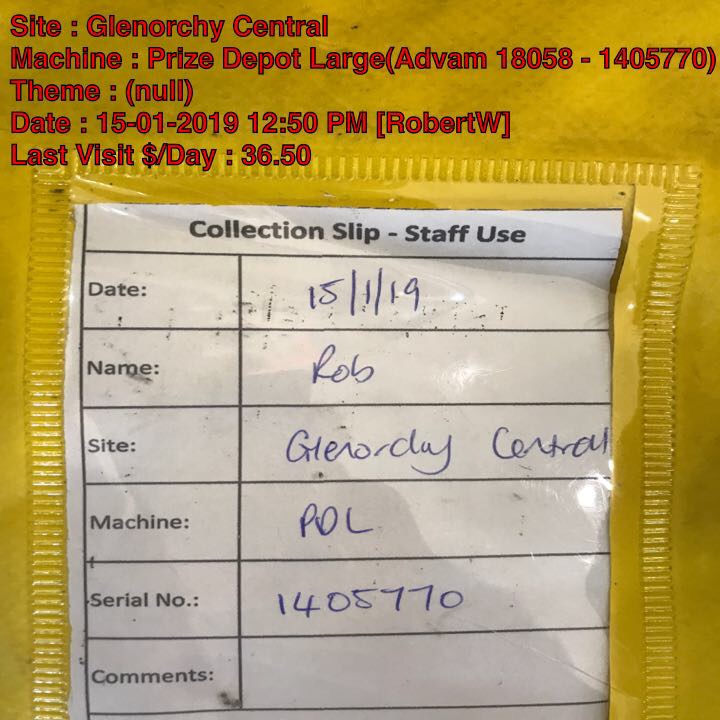 Site : Glenorchy Central
Machine : Prize Depot Large(Advam 18058 - 1405770)
Theme : (null)
Date : 15-01-2019 12:50 PM [RobertW]
Last Visit $/Day : 36.50
Collection Slip - Staff Use
Date: 15/1/19
Name: Rob
Site: Glenorchy Central
Machine: PDL
Serial No.: 1405770
Comments: